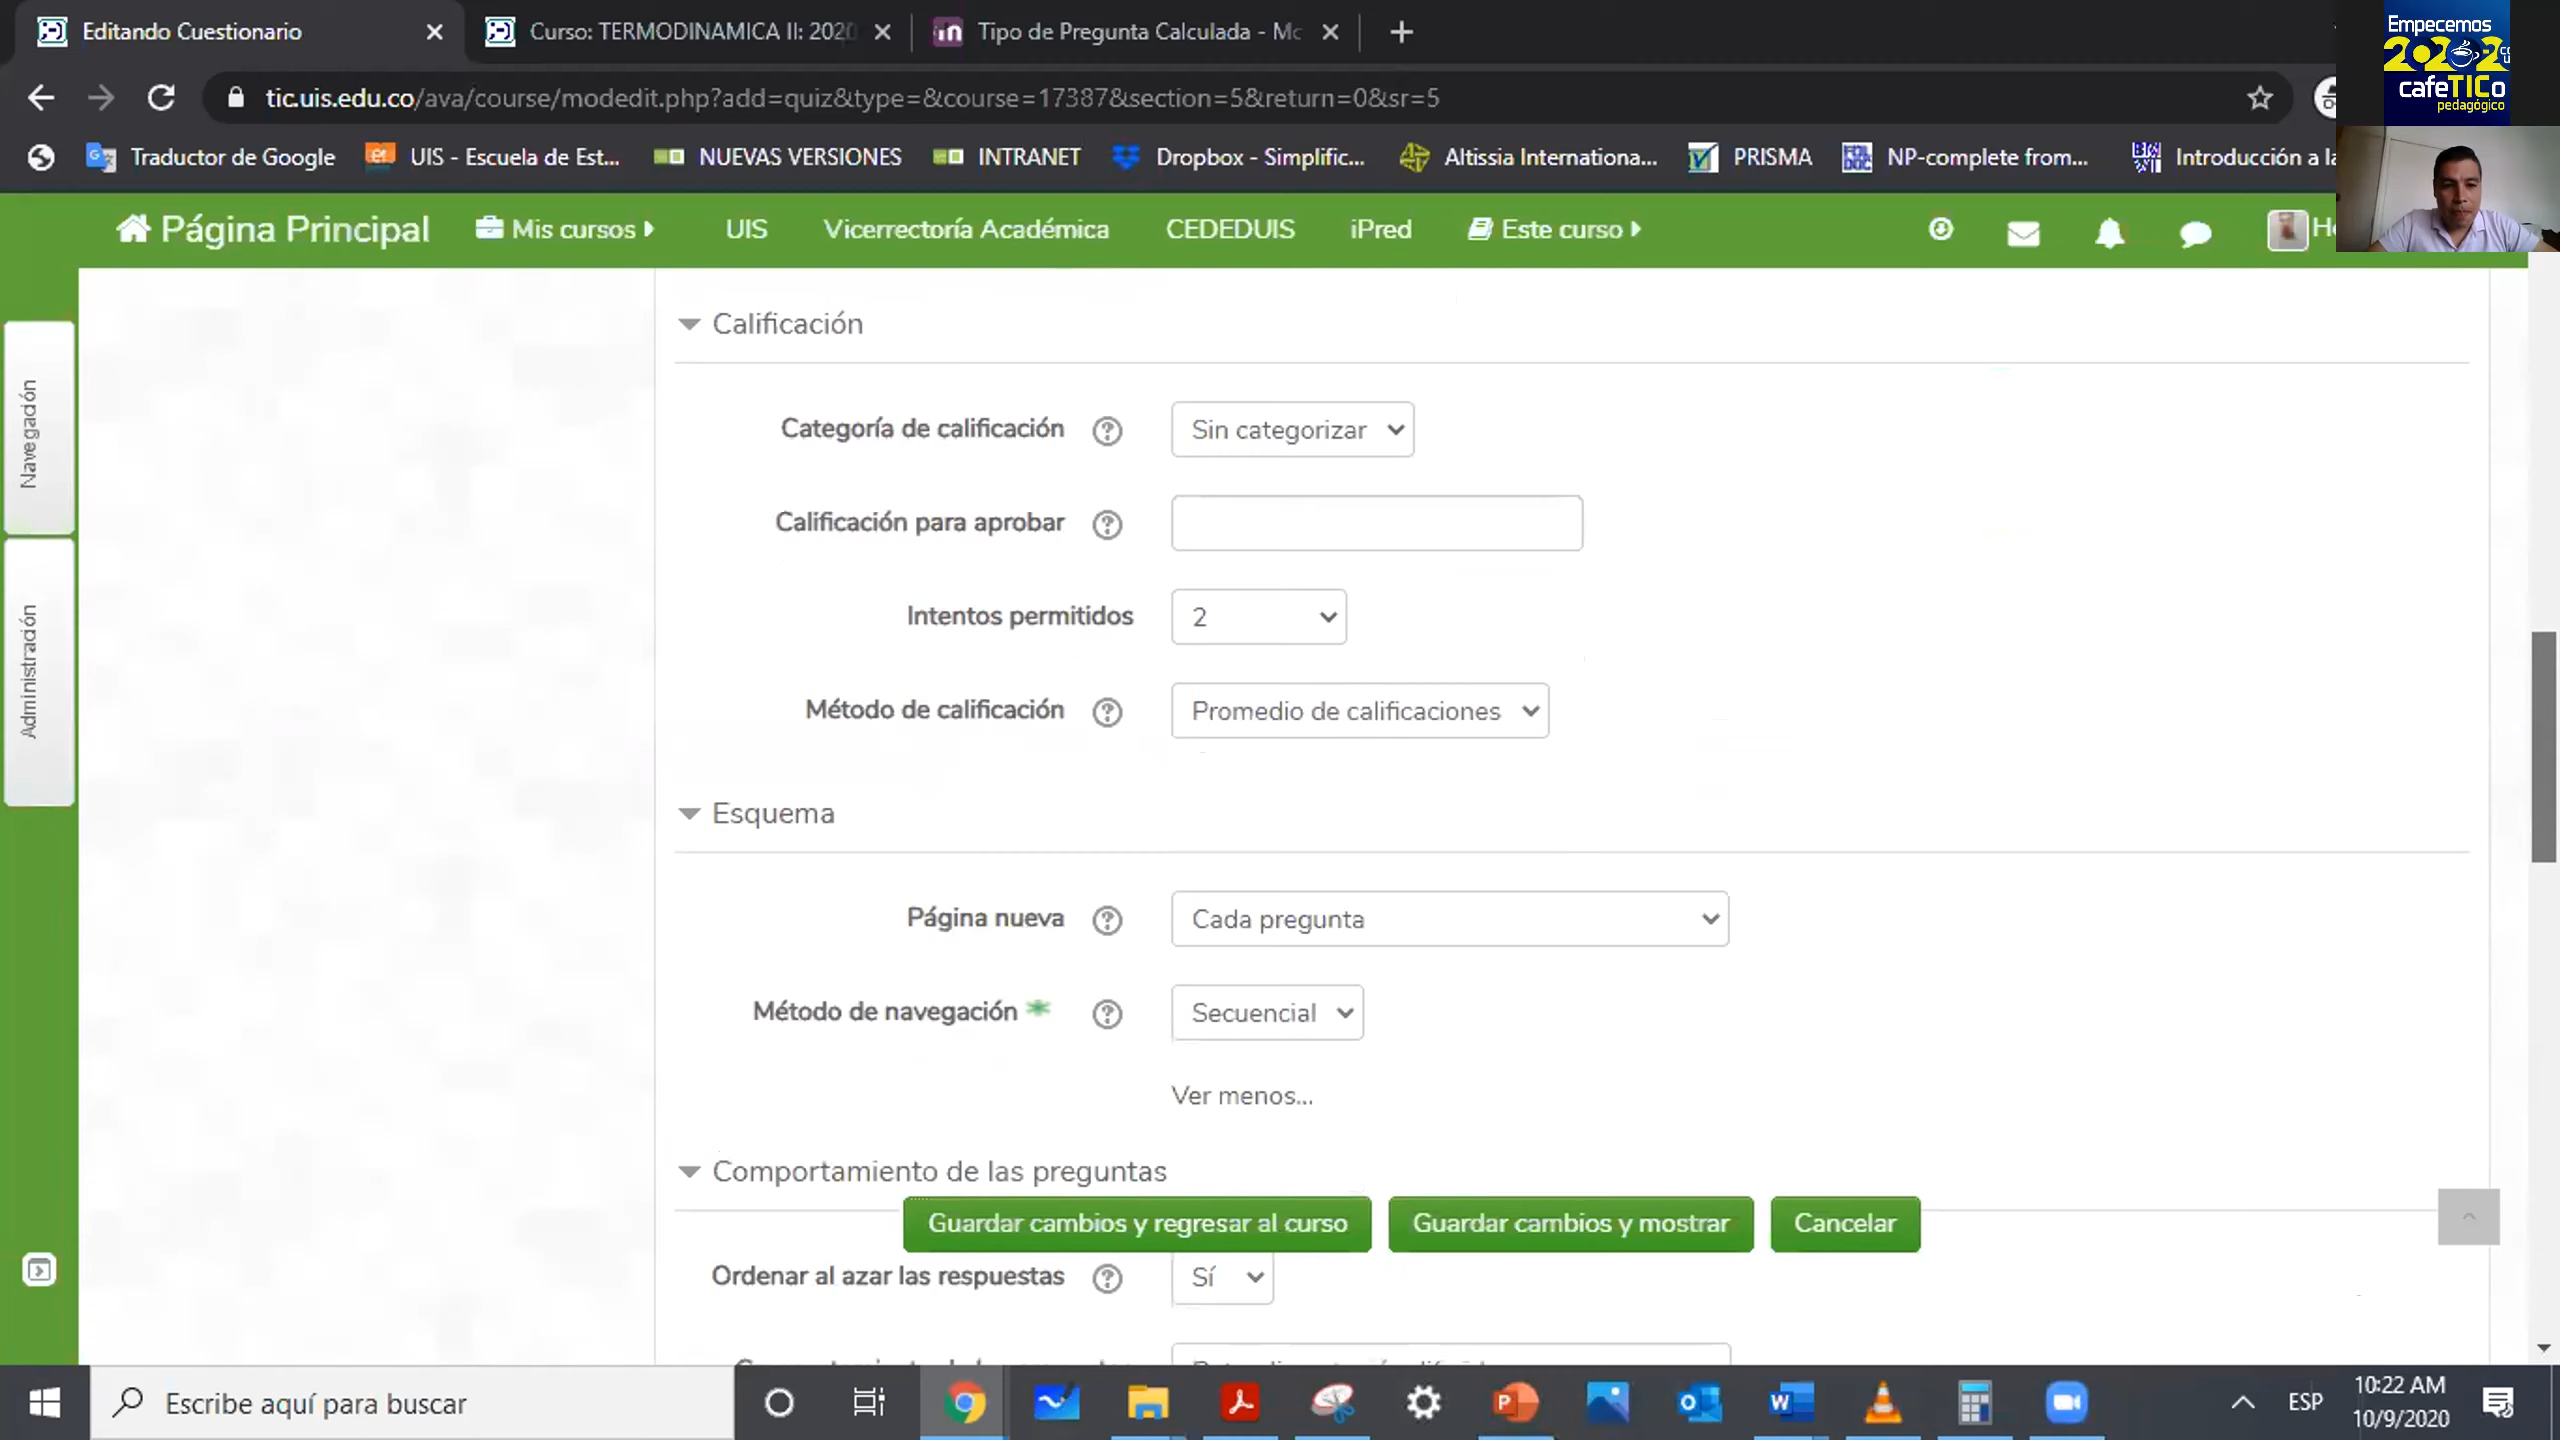 Editando Cuestionario
Curso: TERMODINAMICA II: 2020
Tipo de Pregunta Calculada - Mo
tic.uis.edu.co/ava/course/modedit.php?add=quiz&type=&course=17387&section=5&return=0&sr=5
Traductor de Google
UIS - Escuela de Est...
NUEVAS VERSIONES
INTRANET
Dropbox - Simplific...
Altissia Internationa...
PRISMA
NP-complete from...
Introducción a la
Empecemos
2020-2
cafeTICo
pedagógico
Página Principal
Mis cursos
UIS
Vicerrectoría Académica
CEDEDUIS
iPred
Este curso
Navegación
Administración
Calificación
Categoría de calificación
Sin categorizar
Calificación para aprobar
Intentos permitidos
2
Método de calificación
Promedio de calificaciones
Esquema
Página nueva
Cada pregunta
Método de navegación
Secuencial
Ver menos...
Comportamiento de las preguntas
Guardar cambios y regresar al curso
Guardar cambios y mostrar
Cancelar
Ordenar al azar las respuestas
Sí
Escribe aquí para buscar
ESP
10:22 AM
10/9/2020